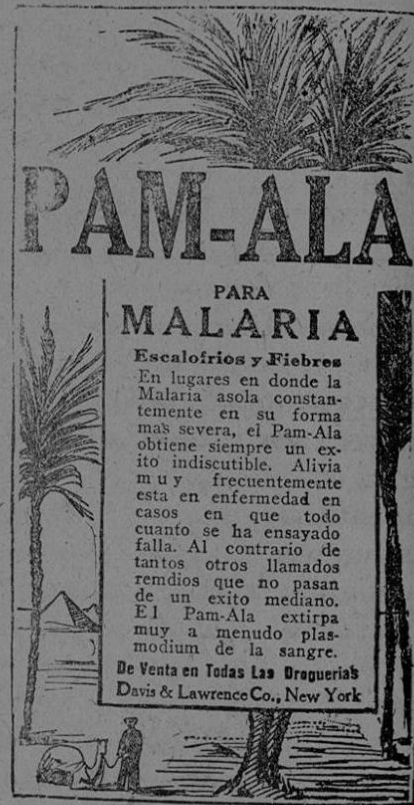 PAM-ALA
PARA
MALARIA
Escalofrios y Fiebres
En lugares en donde la
Malaria asola constan-
temente en su forma
mas severa, el Pam-Ala
obtiene siempre un ex-
ito indiscutible. Alivia
muy frecuentemente
esta en enfermedad en
casos en que todo
cuanto se ha ensayado
falla. Al contrario de
tantos otros llamados
remdios que no pasan
de un exito mediano.
El Pam-Ala extirpa
muy a menudo plas-
modium de la sangre.
De Venta en Todas Las Droguerias
Davis & Lawrence Co., New York